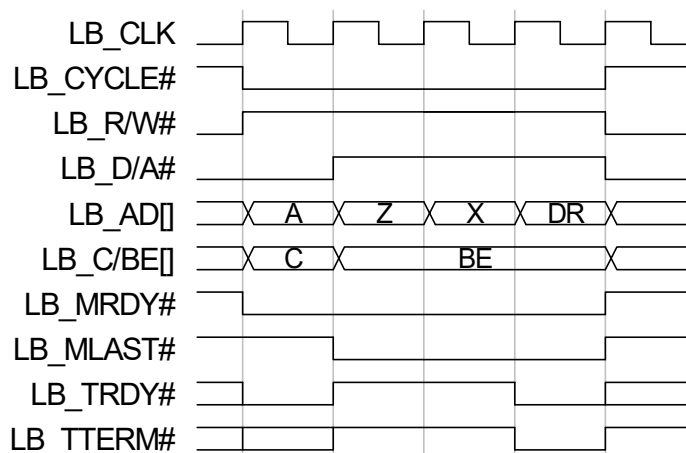 LB_CLK
LB_CYCLE#
LB_R/W#
LB_D/A#
LB_AD[] A Z X DR
LB_C/BE[] C BE
LB_MRDY#
LB_MLAST#
LB_TRDY#
LB_TTERM#